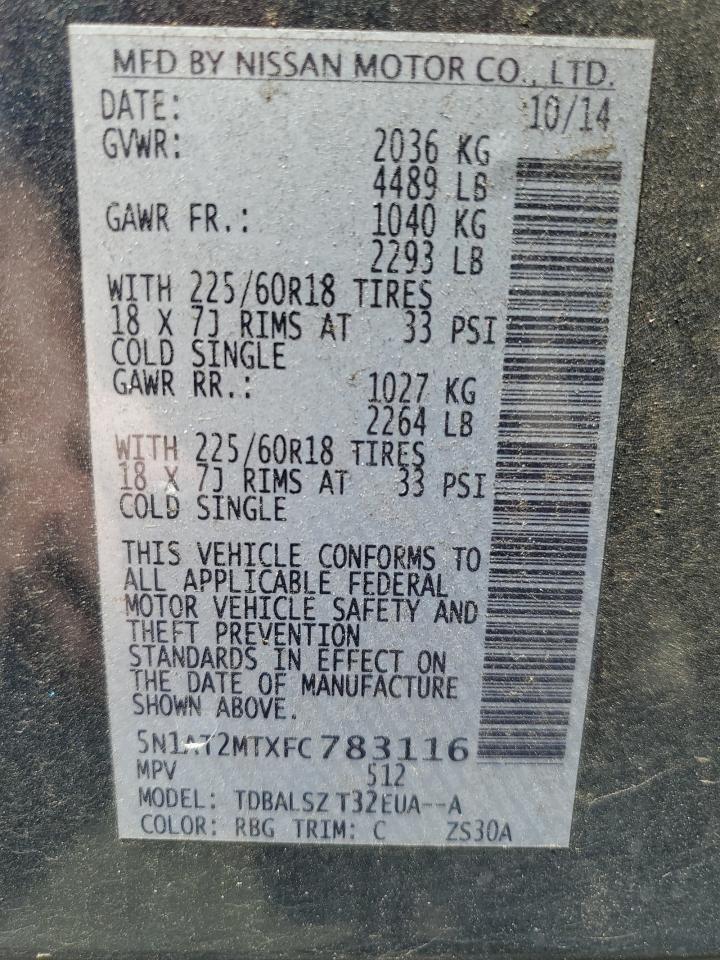 MFD BY NISSAN MOTOR CO., LTD.
DATE: 10/14
GVWR: 2036 KG
4489 LB
GAWR FR.: 1040 KG
2293 LB
WITH 225/60R18 TIRES
18 X 7J RIMS AT 33 PSI
COLD SINGLE
GAWR RR.: 1027 KG
2264 LB
WITH 225/60R18 TIRES
18 X 7J RIMS AT 33 PSI
COLD SINGLE
THIS VEHICLE CONFORMS TO
ALL APPLICABLE FEDERAL
MOTOR VEHICLE SAFETY AND
THEFT PREVENTION
STANDARDS IN EFFECT ON
THE DATE OF MANUFACTURE
SHOWN ABOVE.
5N1AT2MTXFC783116
MPV 512
MODEL: TDBALSZ T32EUA--A
COLOR: RBG TRIM: C ZS30A